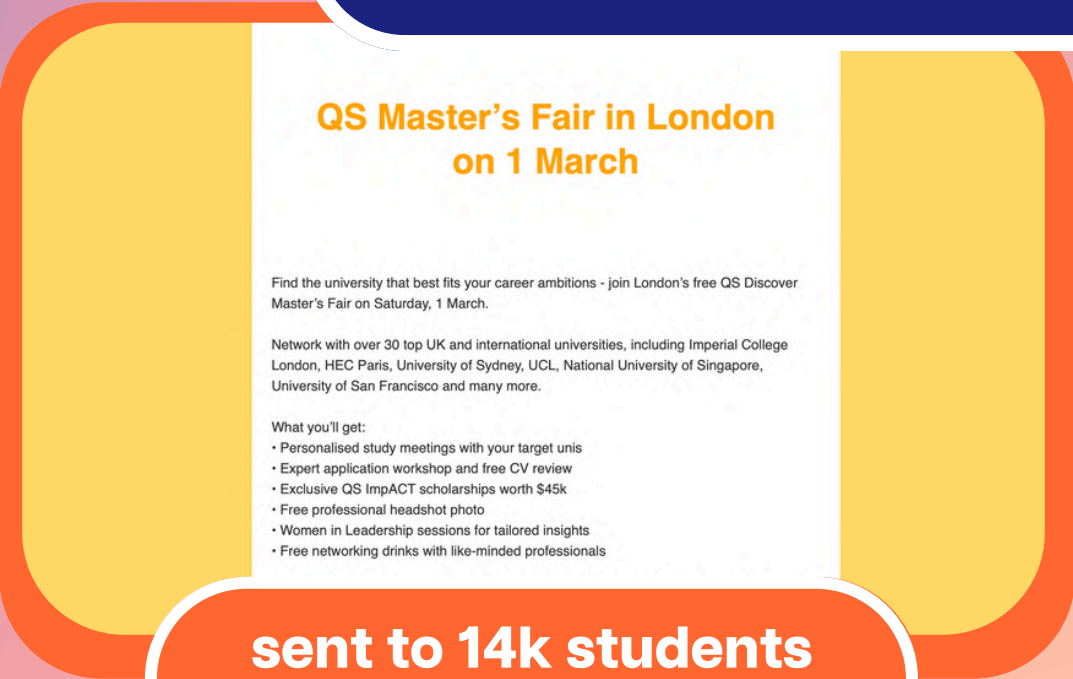 QS Master’s Fair in London
on 1 March
Find the university that best fits your career ambitions - join London’s free QS Discover
Master’s Fair on Saturday, 1 March.
Network with over 30 top UK and international universities, including Imperial College
London, HEC Paris, University of Sydney, UCL, National University of Singapore,
University of San Francisco and many more.
What you’ll get:
• Personalised study meetings with your target unis
• Expert application workshop and free CV review
• Exclusive QS ImpACT scholarships worth $45k
• Free professional headshot photo
• Women in Leadership sessions for tailored insights
• Free networking drinks with like-minded professionals
sent to 14k students